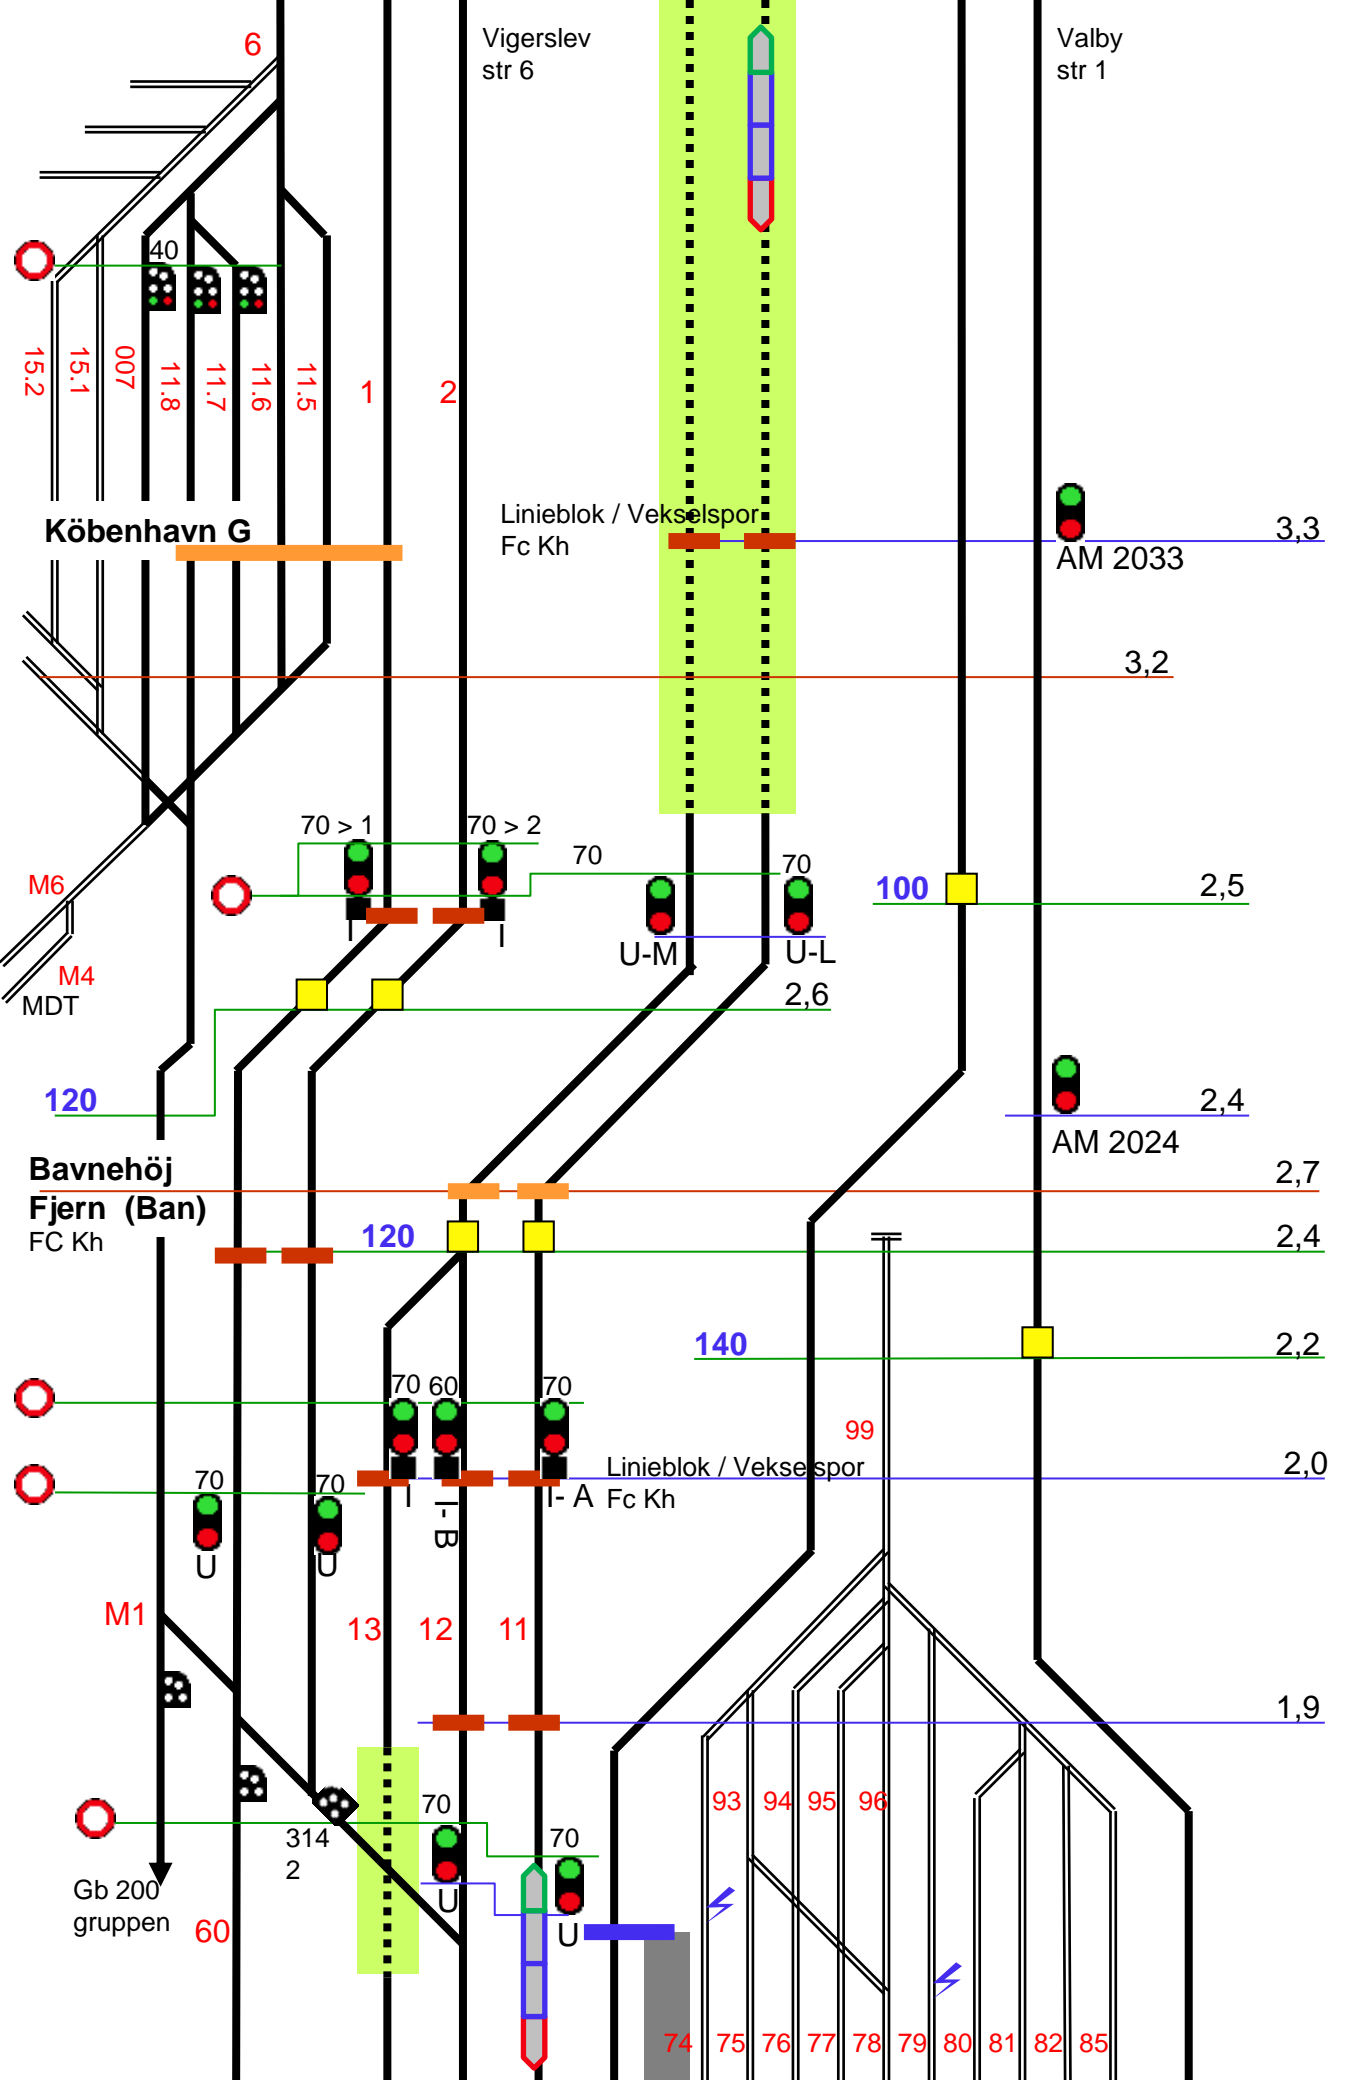 6
Vigerslev
str 6
Valby
str 1
40
15.2
15.1
007
11.8
11.7
11.6
11.5
1
2
Köbenhavn G
Linieblok / Vekselspor
Fc Kh
3,3
AM 2033
3,2
70 > 1
70 > 2
70
70
M6
100
2,5
I
I
U-M
U-L
M4
MDT
2,6
120
2,4
AM 2024
Bavnehöj
Fjern (Ban)
FC Kh
2,7
120
2,4
140
2,2
70
60
70
99
Linieblok / Vekselspor
Fc Kh
2,0
70
70
I
I- B
I- A
U
U
M1
13
12
11
1,9
93
94
95
96
70
70
314
2
Gb 200
gruppen
U
U
60
74
75
76
77
78
79
80
81
82
85